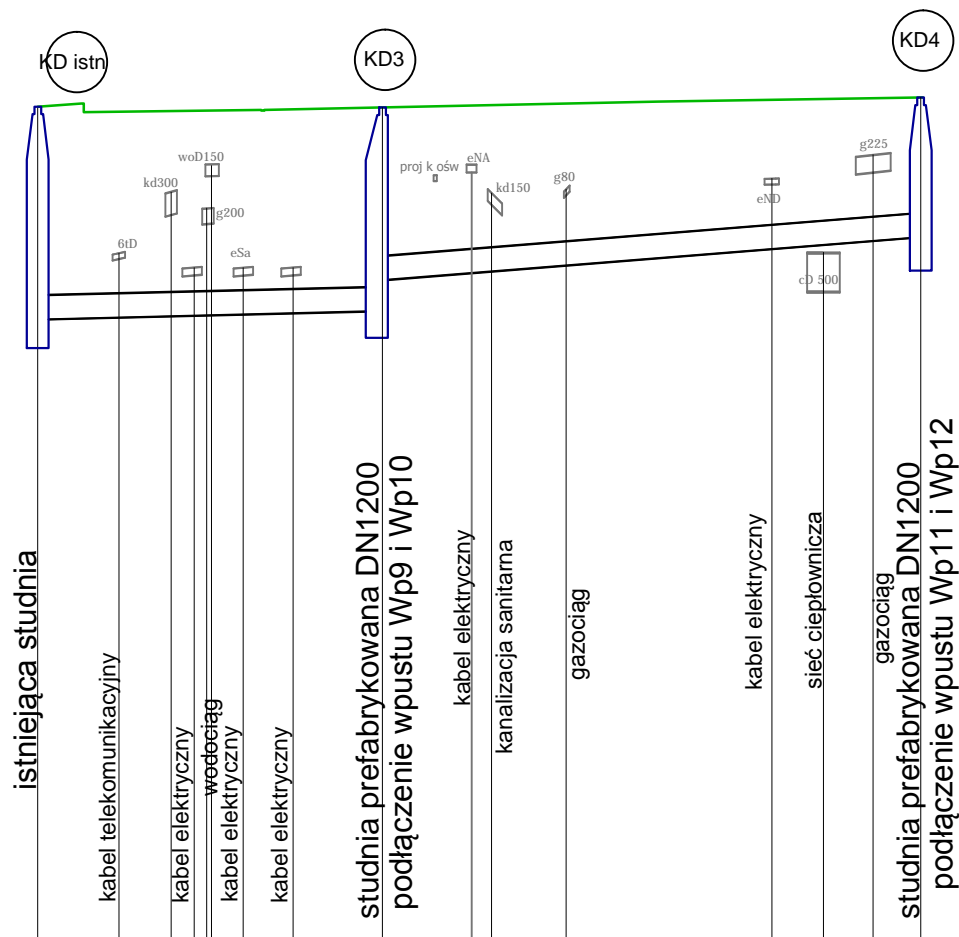 KD istn
KD3
KD4
woD150
kd300
g200
6tD
eSa
proj k ośw
eNA
kd150
g80
eND
g225
cD 500
istniejąca studnia
kabel telekomunikacyjny
kabel elektryczny
wodociąg
kabel elektryczny
kabel elektryczny
studnia prefabrykowana DN1200
podłączenie wpustu Wp9 i Wp10
kabel elektryczny
kanalizacja sanitarna
gazociąg
kabel elektryczny
sieć ciepłownicza
gazociąg
studnia prefabrykowana DN1200
podłączenie wpustu Wp11 i Wp12